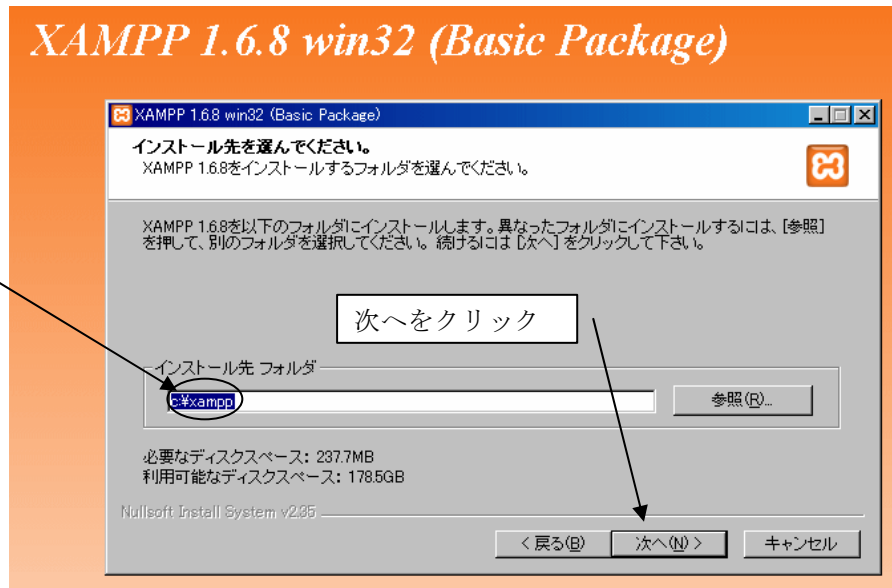 XAMPP 1.6.8 win32 (Basic Package)
XAMPP 1.6.8 win32 (Basic Package)
インストール先を選んでください。
XAMPP 1.6.8をインストールするフォルダを選んでください。
XAMPP 1.6.8を以下のフォルダにインストールします。異なったフォルダにインストールするには、[参照]
を押して、別のフォルダを選択してください。 続けるには [次へ] をクリックして下さい。
次へをクリック
インストール先 フォルダ
c:¥xampp
参照(R)...
必要なディスクスペース: 237.7MB
利用可能なディスクスペース: 178.5GB
Nullsoft Install System v2.35
< 戻る(B)
次へ(N) >
キャンセル